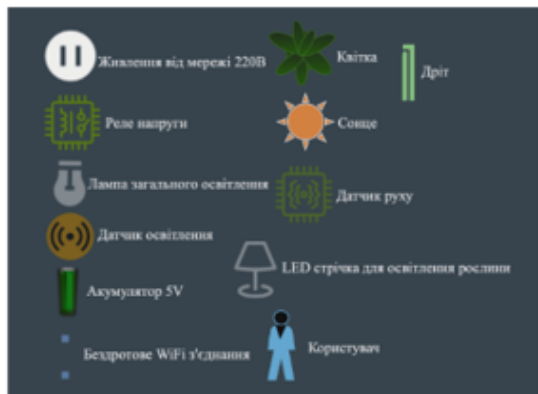 Живлення від мережі 220В
Квітка
Дріт
Реле напруги
Сонце
Лампа загального освітлення
Датчик руху
Датчик освітлення
LED стрічка для освітлення рослини
Акумулятор 5V
Бездротове WiFi з'єднання
Користувач